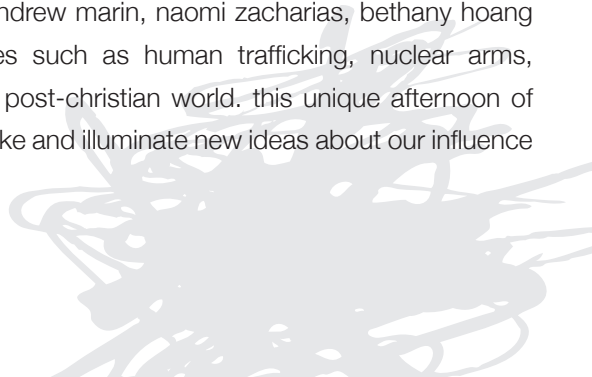 ndrew marin, naomi zacharias, bethany hoang
es such as human trafficking, nuclear arms,
post-christian world. this unique afternoon of
ke and illuminate new ideas about our influence